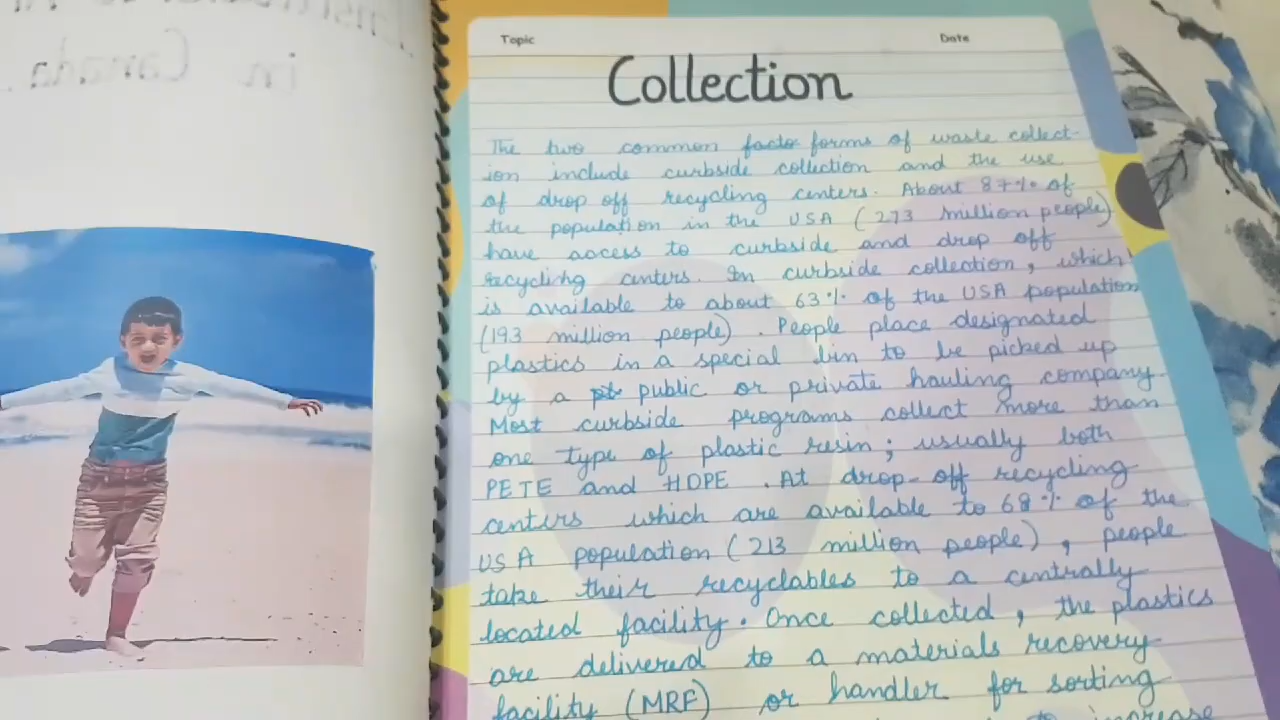 in Canada
Topic
Date
Collection
The two common facto forms of waste collect-
ion include curbside collection and the use
of drop off recycling centers. About 87% of
the population in the USA (273 million people)
have access to curbside and drop off
recycling centers. In curbside collection, which
is available to about 63% of the USA population
(193 million people). People place designated
plastics in a special bin to be picked up
by a public or private hauling company.
Most curbside programs collect more than
one type of plastic resin; usually both
PETE and HDPE. At drop-off recycling
centers which are available to 68% of the
USA population (213 million people), people
take their recyclables to a centrally
located facility. Once collected, the plastics
are delivered to a materials recovery
facility (MRF) or handler for sorting
to increase